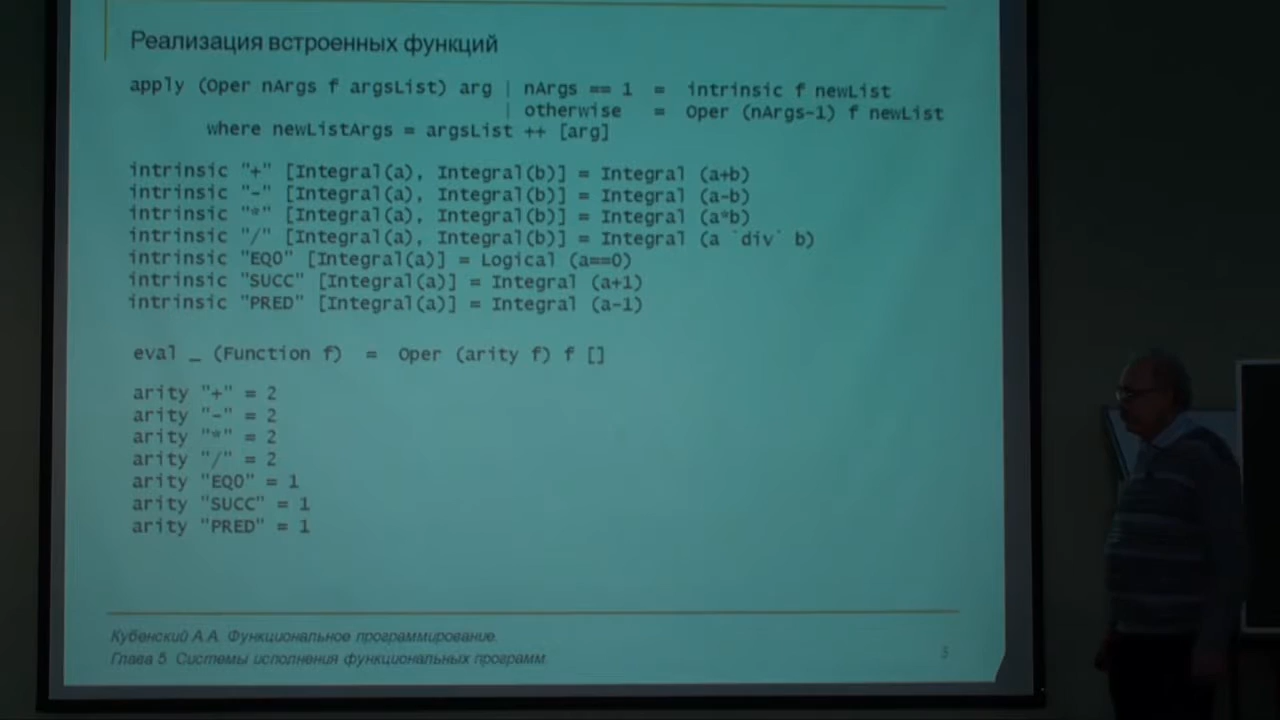 Реализация встроенных функций
apply (Oper nArgs f argsList) arg | nArgs == 1 = intrinsic f newList
| otherwise = Oper (nArgs-1) f newList
where newListArgs = argsList ++ [arg]
intrinsic "+" [Integral(a), Integral(b)] = Integral (a+b)
intrinsic "-" [Integral(a), Integral(b)] = Integral (a-b)
intrinsic "*" [Integral(a), Integral(b)] = Integral (a*b)
intrinsic "/" [Integral(a), Integral(b)] = Integral (a `div` b)
intrinsic "EQ0" [Integral(a)] = Logical (a==0)
intrinsic "SUCC" [Integral(a)] = Integral (a+1)
intrinsic "PRED" [Integral(a)] = Integral (a-1)
eval _ (Function f) = Oper (arity f) f []
arity "+" = 2
arity "-" = 2
arity "*" = 2
arity "/" = 2
arity "EQ0" = 1
arity "SUCC" = 1
arity "PRED" = 1
Кубенский А.А. Функциональное программирование.
Глава 5. Системы исполнения функциональных программ.